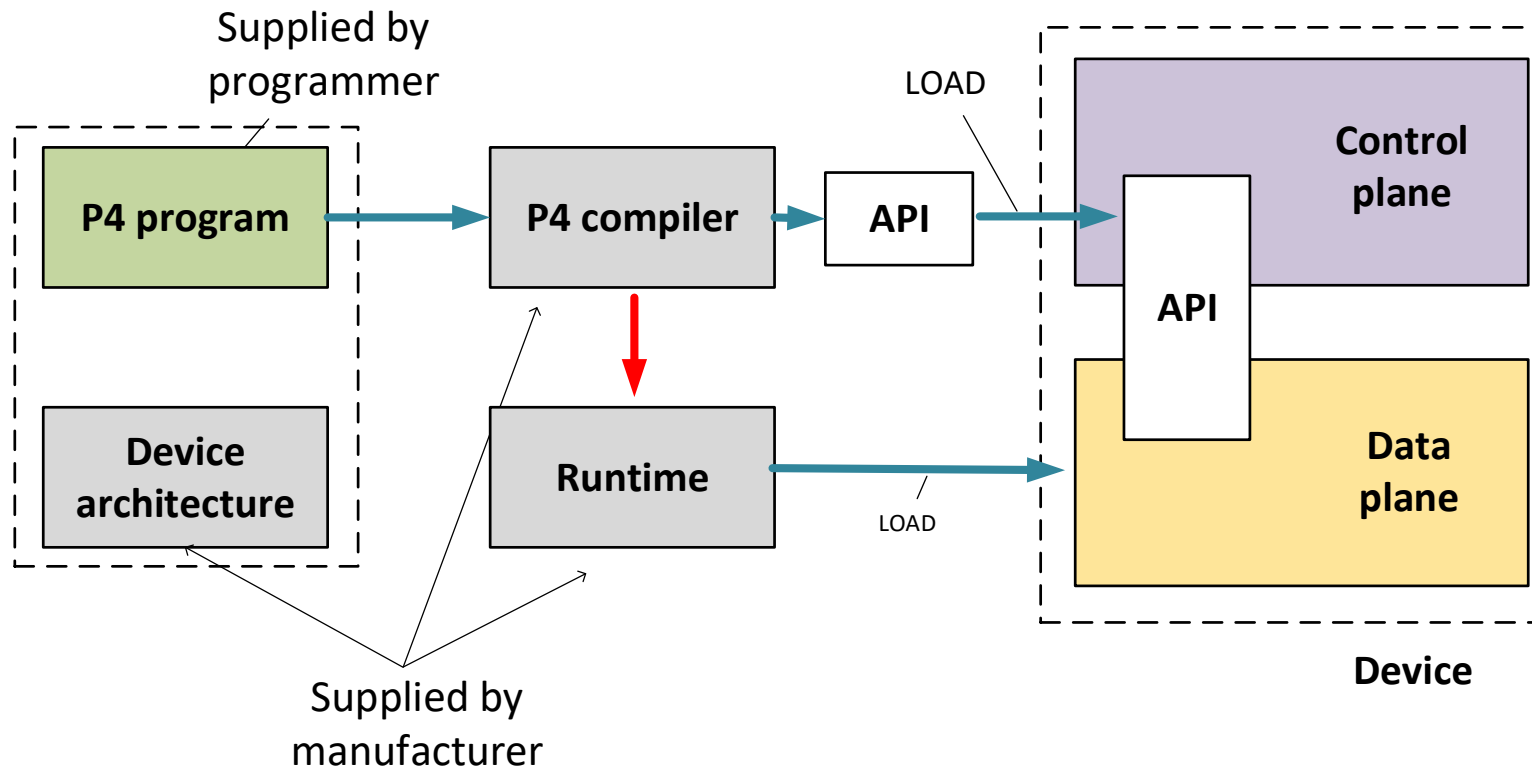 Supplied by
programmer
LOAD
P4 program
P4 compiler
API
Control
plane
API
Device
architecture
Runtime
LOAD
Data
plane
Device
Supplied by
manufacturer